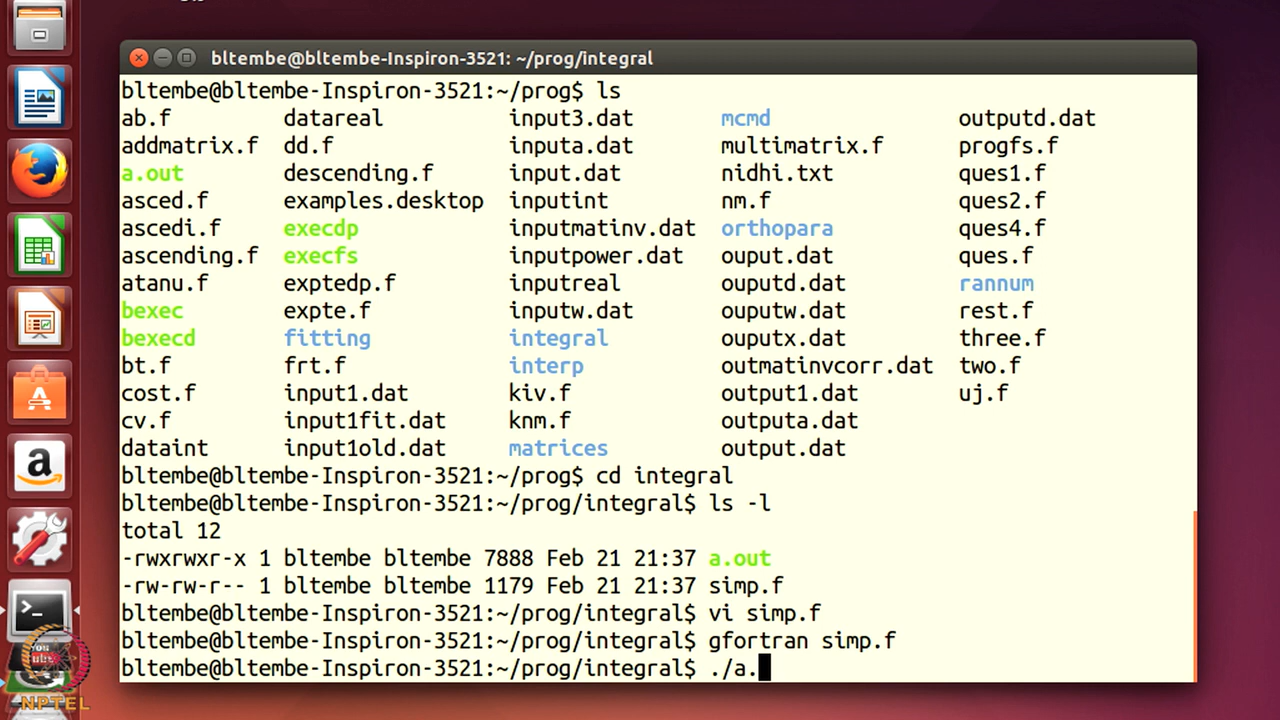 bltembe@bltembe-Inspiron-3521: ~/prog/integral
bltembe@bltembe-Inspiron-3521:~/prog$ ls
ab.f datareal input3.dat mcmd outputd.dat
addmatrix.f dd.f inputa.dat multimatrix.f progfs.f
a.out descending.f input.dat nidhi.txt ques1.f
asced.f examples.desktop inputint nm.f ques2.f
ascedi.f execdp inputmatinv.dat orthopara ques4.f
ascending.f execfs inputpower.dat ouput.dat ques.f
atanu.f exptedp.f inputreal ouputd.dat rannum
bexec expte.f inputw.dat ouputw.dat rest.f
bexecd fitting integral ouputx.dat three.f
bt.f frt.f interp outmatinvcorr.dat two.f
cost.f input1.dat kiv.f output1.dat uj.f
cv.f input1fit.dat knm.f outputa.dat
dataint input1old.dat matrices output.dat
bltembe@bltembe-Inspiron-3521:~/prog$ cd integral
bltembe@bltembe-Inspiron-3521:~/prog/integral$ ls -l
total 12
-rwxrwxr-x 1 bltembe bltembe 7888 Feb 21 21:37 a.out
-rw-rw-r-- 1 bltembe bltembe 1179 Feb 21 21:37 simp.f
bltembe@bltembe-Inspiron-3521:~/prog/integral$ vi simp.f
bltembe@bltembe-Inspiron-3521:~/prog/integral$ gfortran simp.f
bltembe@bltembe-Inspiron-3521:~/prog/integral$ ./a.
NPTEL